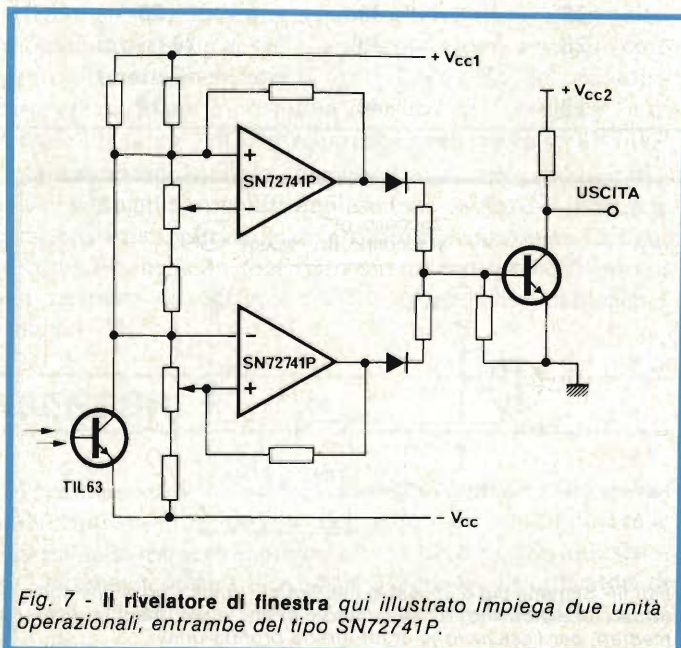 + Vcc1
+ Vcc2
+
SN72741P
−
USCITA
−
SN72741P
+
TIL63
− Vcc
Fig. 7 - Il rivelatore di finestra qui illustrato impiega due unità
operazionali, entrambe del tipo SN72741P.